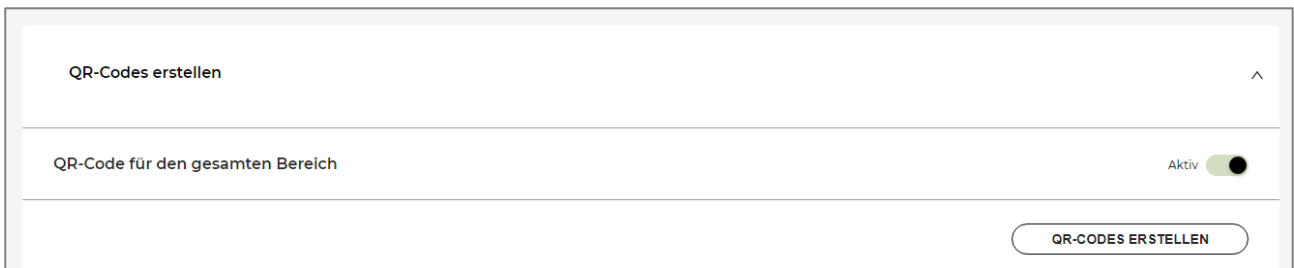 QR-Codes erstellen
QR-Code für den gesamten Bereich
Aktiv
QR-CODES ERSTELLEN